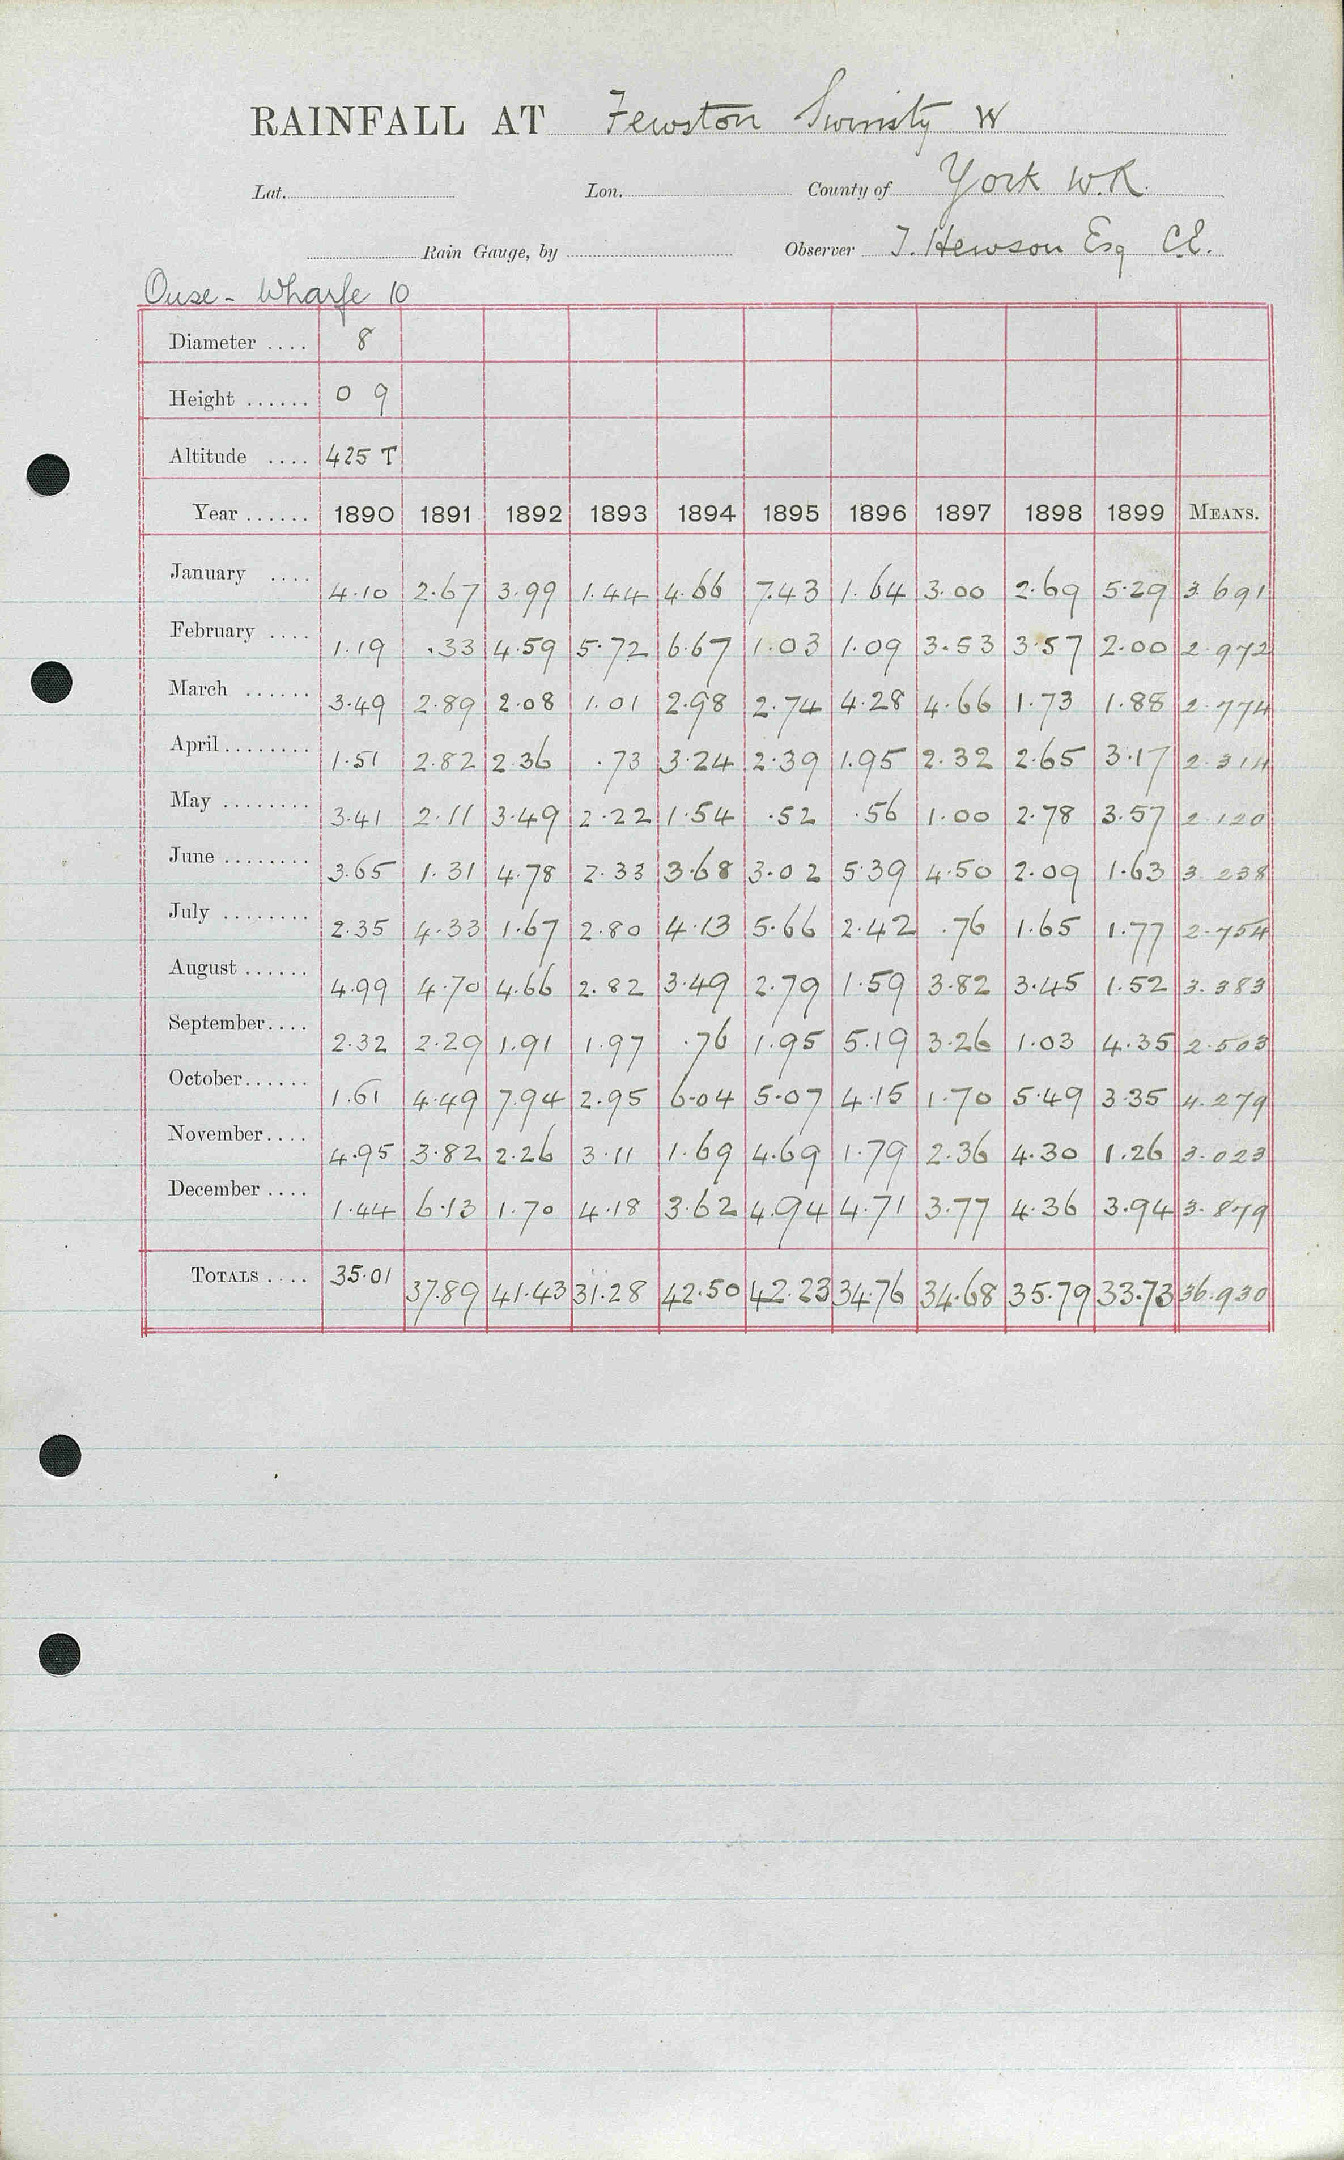 RAINFALL AT Fewston Swinsty W
Lat. Lon. County of York W.R.
Rain Gauge, by Observer T. Hewson Esq C.E.
Ouse - Wharfe 10
Diameter .... 8
Height ...... 0 9
Altitude .... 425 T
Year ...... 1890 1891 1892 1893 1894 1895 1896 1897 1898 1899 MEANS.
January .... 4.10 2.67 3.99 1.44 4.66 7.43 1.64 3.00 2.69 5.29 3.691
February .... 1.19 .33 4.59 5.72 6.67 1.03 1.09 3.53 3.57 2.00 2.972
March ...... 3.49 2.89 2.08 1.01 2.98 2.74 4.28 4.66 1.73 1.88 2.774
April ........ 1.51 2.82 2.36 .73 3.24 2.39 1.95 2.32 2.65 3.17 2.314
May ........ 3.41 2.11 3.49 2.22 1.54 .52 .56 1.00 2.78 3.57 2.120
June ........ 3.65 1.31 4.78 2.33 3.68 3.02 5.39 4.50 2.09 1.63 3.238
July ........ 2.35 4.33 1.67 2.80 4.13 5.66 2.42 .76 1.65 1.77 2.754
August ...... 4.99 4.70 4.66 2.82 3.49 2.79 1.59 3.82 3.45 1.52 3.383
September .... 2.32 2.29 1.91 1.97 .76 1.95 5.19 3.26 1.03 4.35 2.503
October ...... 1.61 4.49 7.94 2.95 6.04 5.07 4.15 1.70 5.49 3.35 4.279
November .... 4.95 3.82 2.26 3.11 1.69 4.69 1.79 2.36 4.30 1.26 3.023
December .... 1.44 6.13 1.70 4.18 3.62 4.94 4.71 3.77 4.36 3.94 3.879
TOTALS .... 35.01 37.89 41.43 31.28 42.50 42.23 34.76 34.68 35.79 33.73 36.930